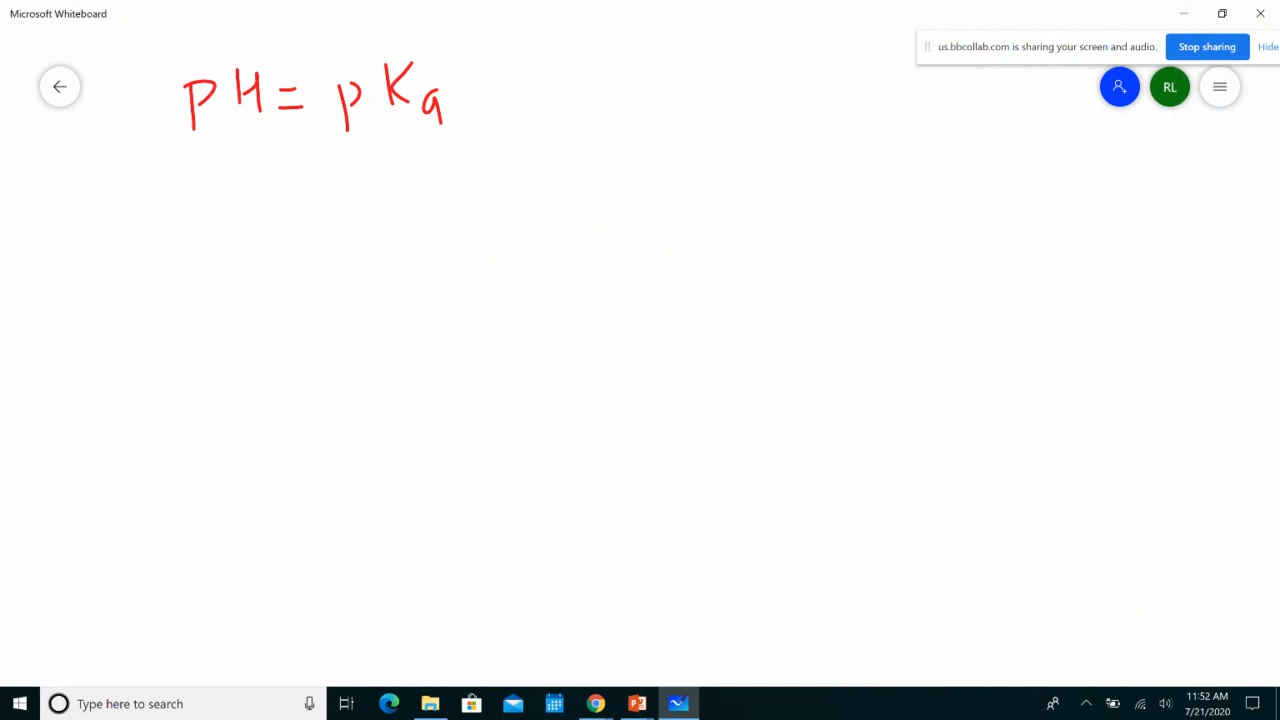 Microsoft Whiteboard
us.bbcollab.com is sharing your screen and audio. Stop sharing Hide
pH = pKa
RL
Type here to search
11:52 AM
7/21/2020